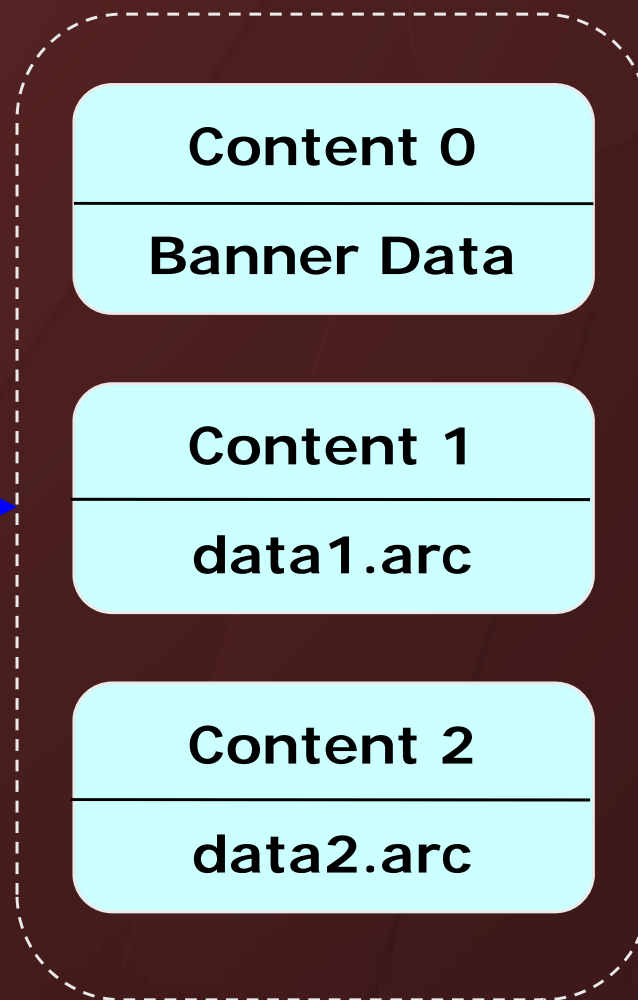 Content 0
Banner Data
Content 1
data1.arc
Content 2
data2.arc